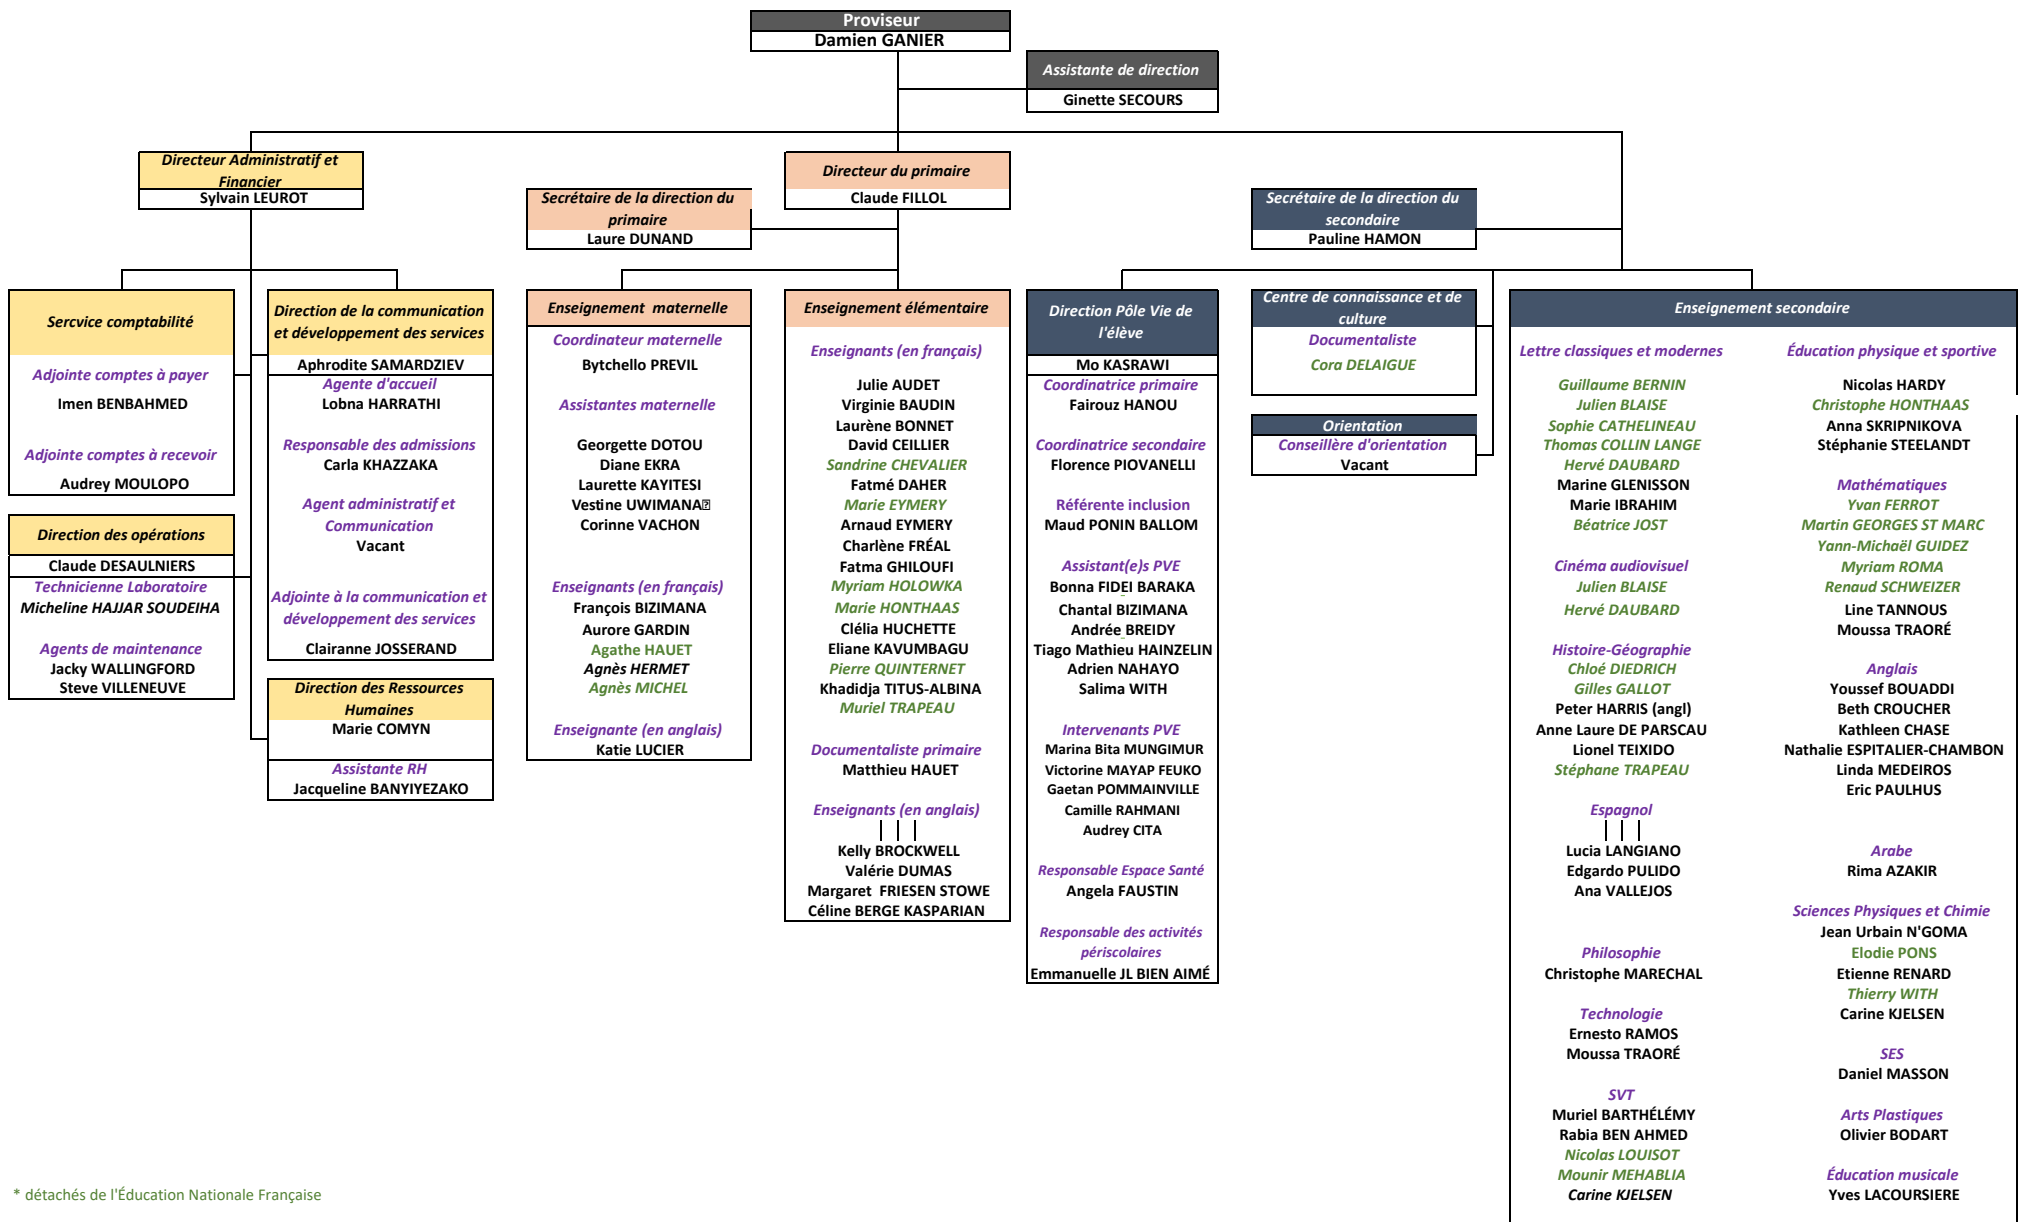 Proviseur
Damien GANIER
Assistante de direction
Ginette SECOURS
Directeur Administratif et
Financier
Sylvain LEUROT
Directeur du primaire
Claude FILLOL
Secrétaire de la direction du
primaire
Laure DUNAND
Secrétaire de la direction du
secondaire
Pauline HAMON
Sercvice comptabilité
Adjointe comptes à payer
Imen BENBAHMED
Adjointe comptes à recevoir
Audrey MOULOPO
Direction des opérations
Claude DESAULNIERS
Technicienne Laboratoire
Micheline HAJJAR SOUDEIHA
Agents de maintenance
Jacky WALLINGFORD
Steve VILLENEUVE
Direction de la communication
et développement des services
Aphrodite SAMARDZIEV
Agente d'accueil
Lobna HARRATHI
Responsable des admissions
Carla KHAZZAKA
Agent administratif et
Communication
Vacant
Adjointe à la communication et
développement des services
Clairanne JOSSERAND
Direction des Ressources
Humaines
Marie COMYN
Assistante RH
Jacqueline BANYIYEZAKO
Enseignement  maternelle
Coordinateur maternelle
Bytchello PREVIL
Assistantes maternelle
Georgette DOTOU
Diane EKRA
Laurette KAYITESI
Vestine UWIMANA
Corinne VACHON
Enseignants (en français)
François BIZIMANA
Aurore GARDIN
Agathe HAUET
Agnès HERMET
Agnès MICHEL
Enseignante (en anglais)
Katie LUCIER
Enseignement élémentaire
Enseignants (en français)
Julie AUDET
Virginie BAUDIN
Laurène BONNET
David CEILLIER
Sandrine CHEVALIER
Fatmé DAHER
Marie EYMERY
Arnaud EYMERY
Charlène FRÉAL
Fatma GHILOUFI
Myriam HOLOWKA
Marie HONTHAAS
Clélia HUCHETTE
Eliane KAVUMBAGU
Pierre QUINTERNET
Khadidja TITUS-ALBINA
Muriel TRAPEAU
Documentaliste primaire
Matthieu HAUET
Enseignants (en anglais)
Kelly BROCKWELL
Valérie DUMAS
Margaret  FRIESEN STOWE
Céline BERGE KASPARIAN
Direction Pôle Vie de
l'élève
Mo KASRAWI
Coordinatrice primaire
Fairouz HANOU
Coordinatrice secondaire
Florence PIOVANELLI
Référente inclusion
Maud PONIN BALLOM
Assistant(e)s PVE
Bonna FIDEI BARAKA
Chantal BIZIMANA
Andrée BREIDY
Tiago Mathieu HAINZELIN
Adrien NAHAYO
Salima WITH
Intervenants PVE
Marina Bita MUNGIMUR
Victorine MAYAP FEUKO
Gaetan POMMAINVILLE
Camille RAHMANI
Audrey CITA
Responsable Espace Santé
Angela FAUSTIN
Responsable des activités
périscolaires
Emmanuelle JL BIEN AIMÉ
Centre de connaissance et de
culture
Documentaliste
Cora DELAIGUE
Orientation
Conseillère d'orientation
Vacant
Enseignement secondaire
Lettre classiques et modernes
Guillaume BERNIN
Julien BLAISE
Sophie CATHELINEAU
Thomas COLLIN LANGE
Hervé DAUBARD
Marine GLENISSON
Marie IBRAHIM
Béatrice JOST
Cinéma audiovisuel
Julien BLAISE
Hervé DAUBARD
Histoire-Géographie
Chloé DIEDRICH
Gilles GALLOT
Peter HARRIS (angl)
Anne Laure DE PARSCAU
Lionel TEIXIDO
Stéphane TRAPEAU
Espagnol
Lucia LANGIANO
Edgardo PULIDO
Ana VALLEJOS
Philosophie
Christophe MARECHAL
Technologie
Ernesto RAMOS
Moussa TRAORÉ
SVT
Muriel BARTHÉLÉMY
Rabia BEN AHMED
Nicolas LOUISOT
Mounir MEHABLIA
Carine KJELSEN
Éducation physique et sportive
Nicolas HARDY
Christophe HONTHAAS
Anna SKRIPNIKOVA
Stéphanie STEELANDT
Mathématiques
Yvan FERROT
Martin GEORGES ST MARC
Yann-Michaël GUIDEZ
Myriam ROMA
Renaud SCHWEIZER
Line TANNOUS
Moussa TRAORÉ
Anglais
Youssef BOUADDI
Beth CROUCHER
Kathleen CHASE
Nathalie ESPITALIER-CHAMBON
Linda MEDEIROS
Eric PAULHUS
Arabe
Rima AZAKIR
Sciences Physiques et Chimie
Jean Urbain N'GOMA
Elodie PONS
Etienne RENARD
Thierry WITH
Carine KJELSEN
SES
Daniel MASSON
Arts Plastiques
Olivier BODART
Éducation musicale
Yves LACOURSIERE
* détachés de l'Éducation Nationale Française